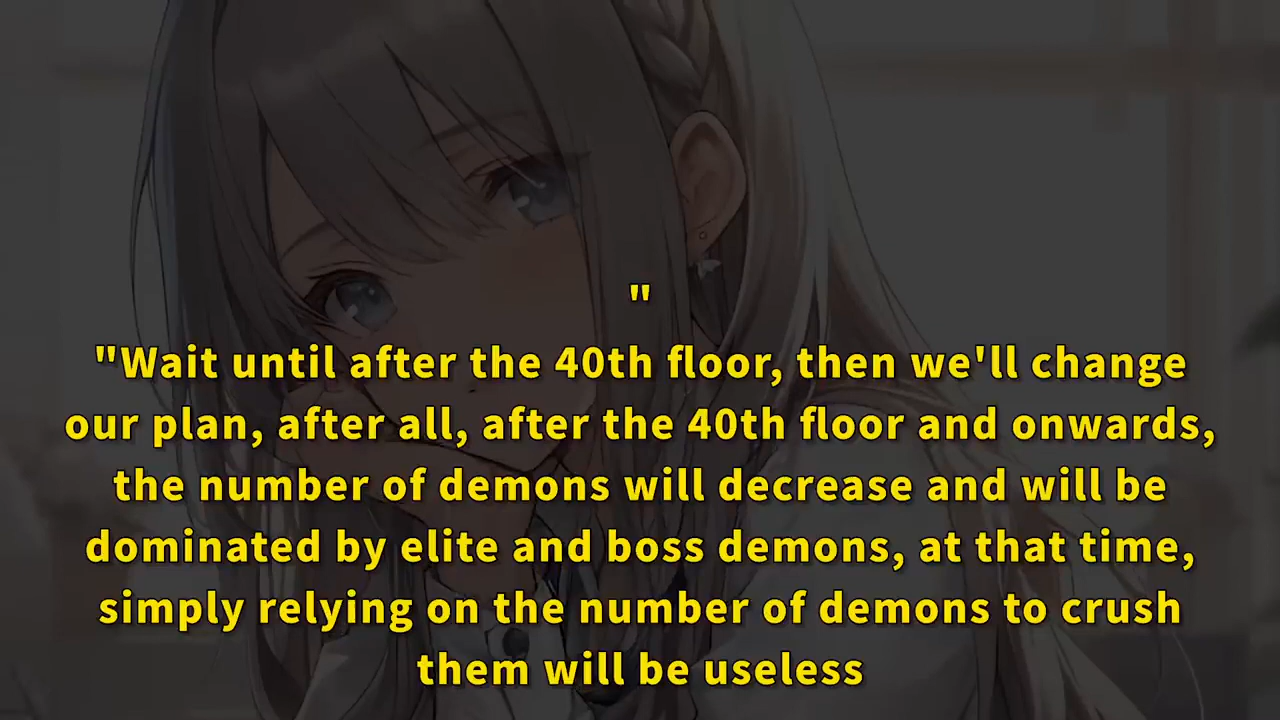 "
"Wait until after the 40th floor, then we'll change
our plan, after all, after the 40th floor and onwards,
the number of demons will decrease and will be
dominated by elite and boss demons, at that time,
simply relying on the number of demons to crush
them will be useless